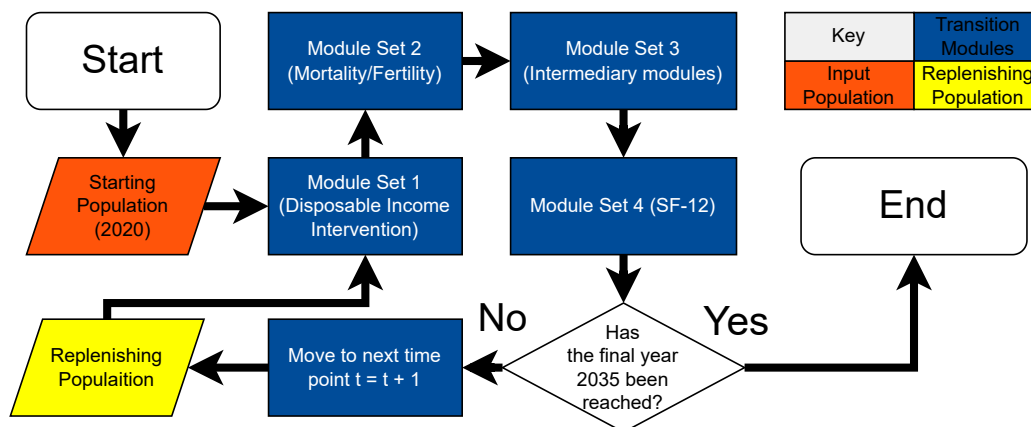 Start
Module Set 2
(Mortality/Fertility)
Module Set 3
(Intermediary modules)
Key
Transition
Modules
Input
Population
Replenishing
Population
Starting
Population
(2020)
Module Set 1
(Disposable Income
Intervention)
Module Set 4 (SF-12)
End
No
Yes
Replenishing
Populaition
Move to next time
point t = t + 1
Has
the final year
2035 been
reached?